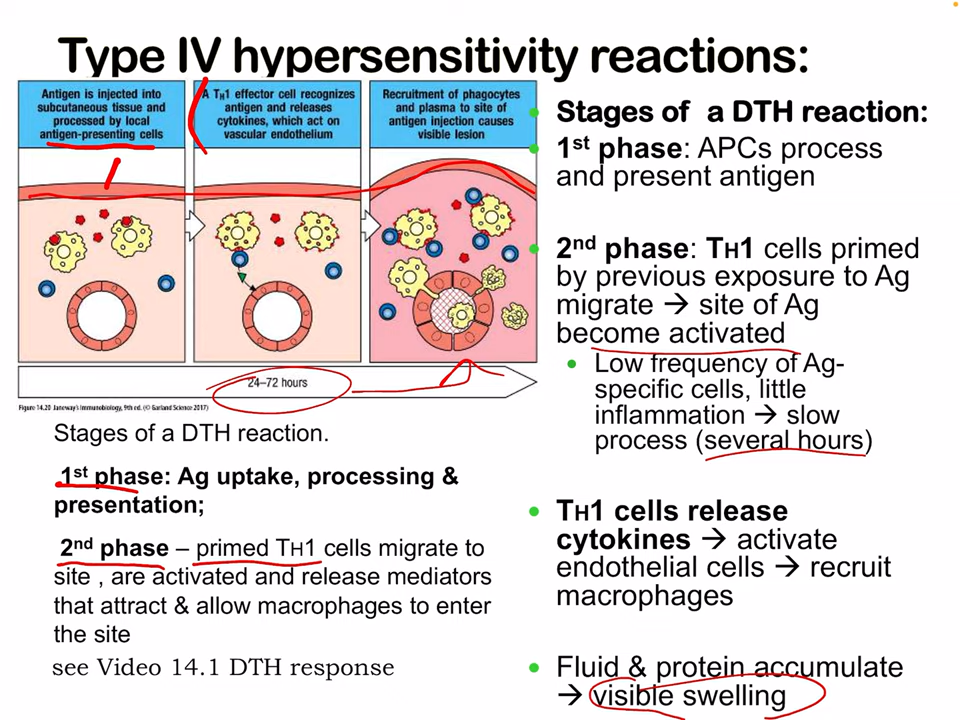 Type IV hypersensitivity reactions:
Antigen is injected into
subcutaneous tissue and
processed by local
antigen-presenting cells
A TH1 effector cell recognizes
antigen and releases
cytokines, which act on
vascular endothelium
Recruitment of phagocytes
and plasma to site of
antigen injection causes
visible lesion
24–72 hours
Figure 14.20 Janeway's Immunobiology, 9th ed. (© Garland Science 2017)
Stages of a DTH reaction.
1st phase: Ag uptake, processing &
presentation;
2nd phase – primed TH1 cells migrate to
site , are activated and release mediators
that attract & allow macrophages to enter
the site
see Video 14.1 DTH response
• Stages of a DTH reaction:
• 1st phase: APCs process
and present antigen
• 2nd phase: TH1 cells primed
by previous exposure to Ag
migrate → site of Ag
become activated
• Low frequency of Ag-
specific cells, little
inflammation → slow
process (several hours)
• TH1 cells release
cytokines → activate
endothelial cells → recruit
macrophages
• Fluid & protein accumulate
→ visible swelling